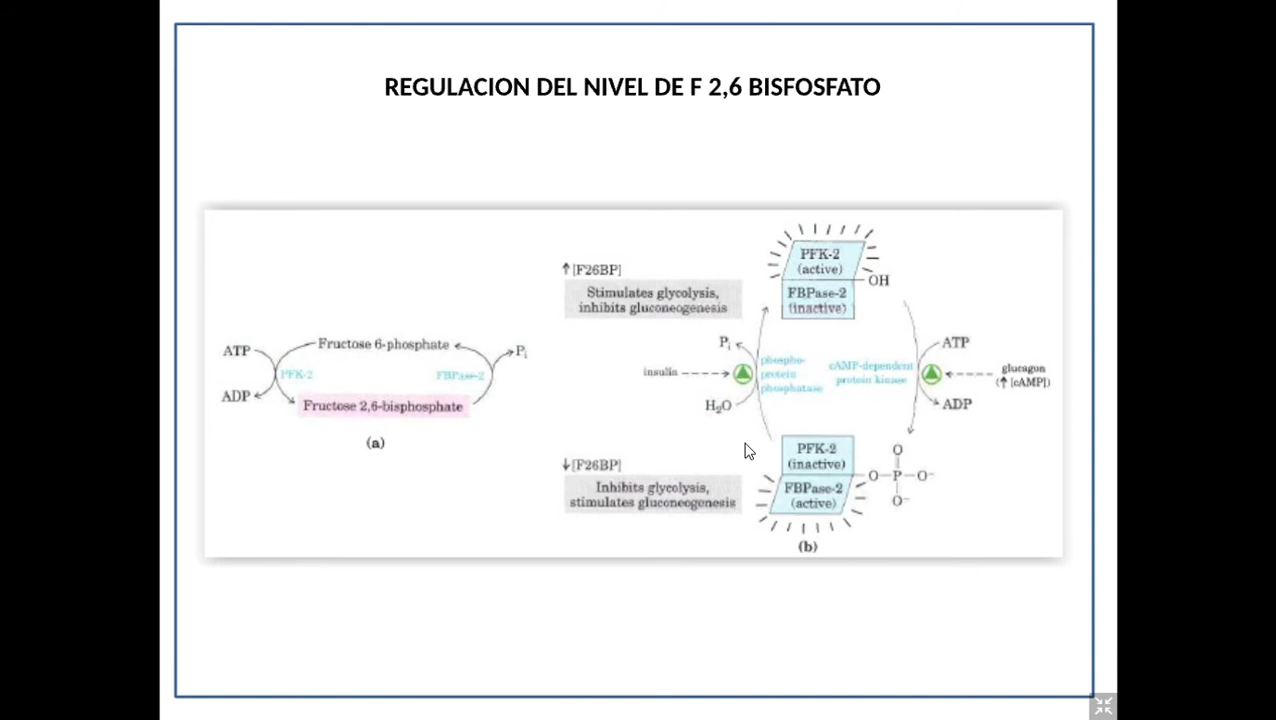 REGULACION DEL NIVEL DE F 2,6 BISFOSFATO
ATP
ADP
Fructose 6-phosphate
Pi
PFK-2
FBPase-2
Fructose 2,6-bisphosphate
(a)
↑[F26BP]
Stimulates glycolysis,
inhibits gluconeogenesis
PFK-2
(active)
OH
FBPase-2
(inactive)
Pi
insulin
H₂O
phospho-
protein
phosphatase
cAMP-dependent
protein kinase
ATP
glucagon
(↑[cAMP])
ADP
↓[F26BP]
Inhibits glycolysis,
stimulates gluconeogenesis
PFK-2
(inactive)
FBPase-2
(active)
O
O—P—O⁻
O⁻
(b)